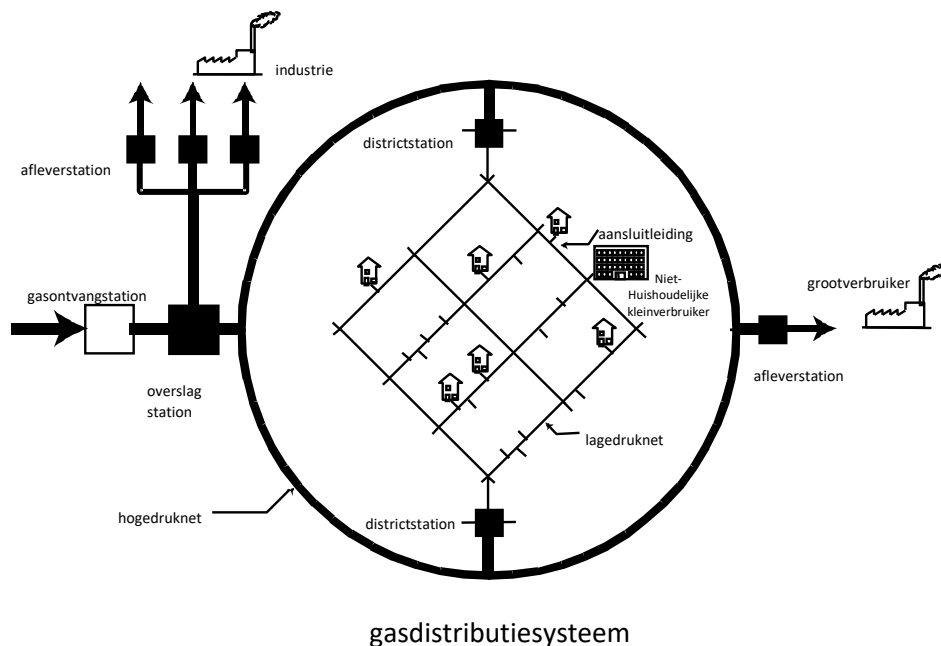 industrie
districtstation
afleverstation
aansluitleiding
Niet-
Huishoudelijke
kleinverbruiker
gasontvangstation
grootverbruiker
overslag
station
afleverstation
lagedruknet
hogedruknet
districtstation
gasdistributiesysteem